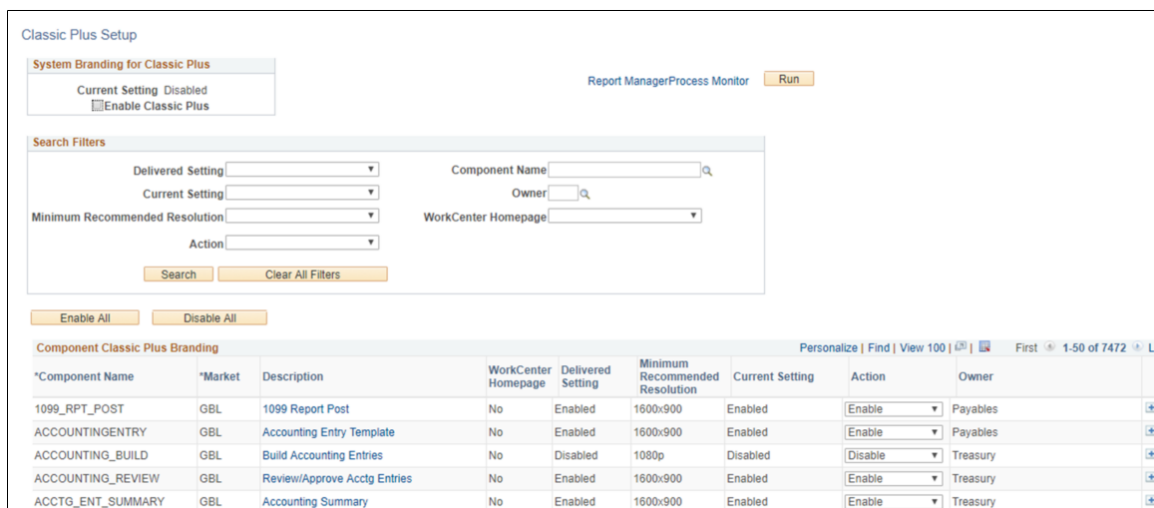 Classic Plus Setup
System Branding for Classic Plus
Current Setting Disabled
Enable Classic Plus
Report ManagerProcess Monitor Run
Search Filters
Delivered Setting Component Name
Current Setting Owner
Minimum Recommended Resolution WorkCenter Homepage
Action
Search Clear All Filters
Enable All Disable All
Component Classic Plus Branding Personalize | Find | View 100 | | First 1-50 of 7472 L
*Component Name *Market Description WorkCenter Homepage Delivered Setting Minimum Recommended Resolution Current Setting Action Owner
1099_RPT_POST GBL 1099 Report Post No Enabled 1600x900 Enabled Enable Payables
ACCOUNTINGENTRY GBL Accounting Entry Template No Enabled 1600x900 Enabled Enable Payables
ACCOUNTING_BUILD GBL Build Accounting Entries No Disabled 1080p Disabled Disable Treasury
ACCOUNTING_REVIEW GBL Review/Approve Acctg Entries No Enabled 1600x900 Enabled Enable Treasury
ACCTG_ENT_SUMMARY GBL Accounting Summary No Enabled 1600x900 Enabled Enable Treasury